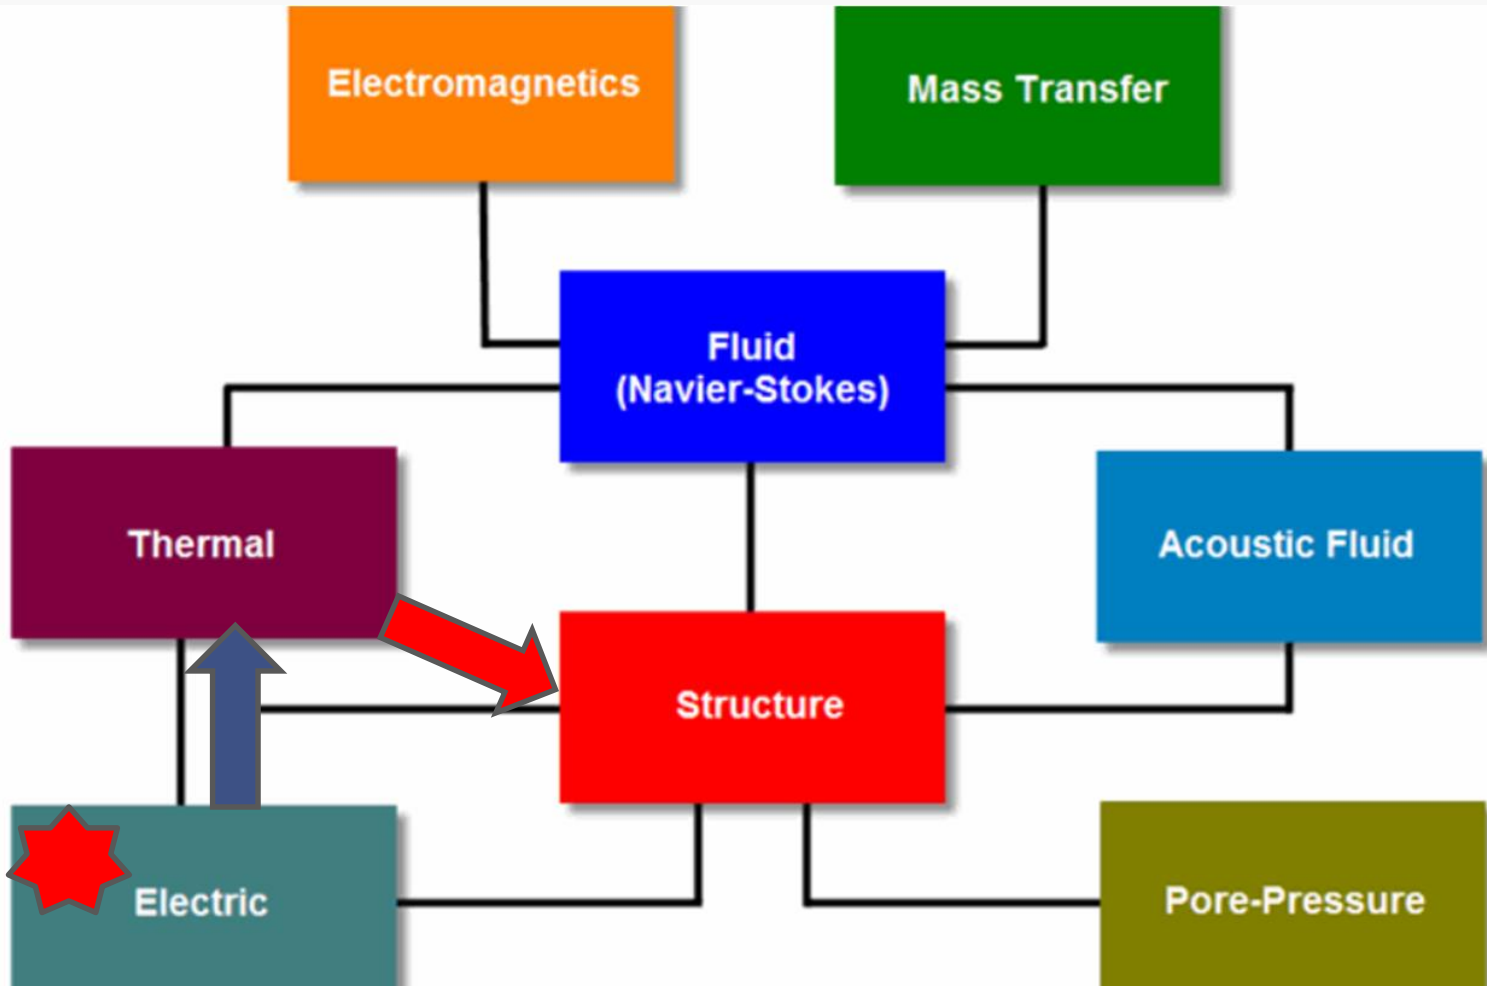 Electromagnetics
Mass Transfer
Fluid
(Navier-Stokes)
Thermal
Acoustic Fluid
Structure
Electric
Pore-Pressure